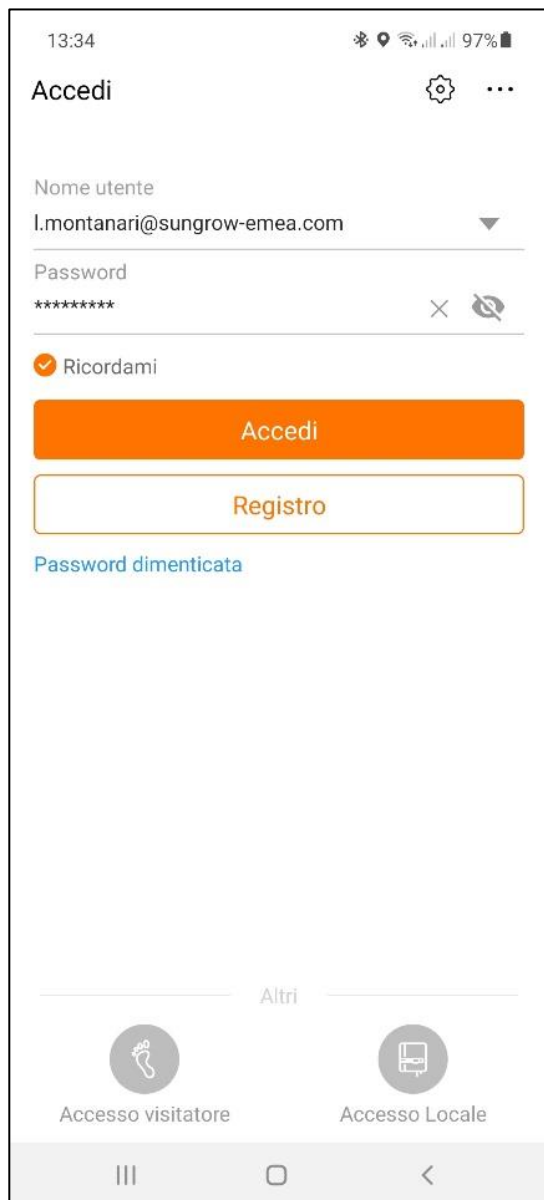 13:34 97%
Accedi
Nome utente
l.montanari@sungrow-emea.com
Password
*********
Ricordami
Accedi
Registro
Password dimenticata
Altri
Accesso visitatore Accesso Locale